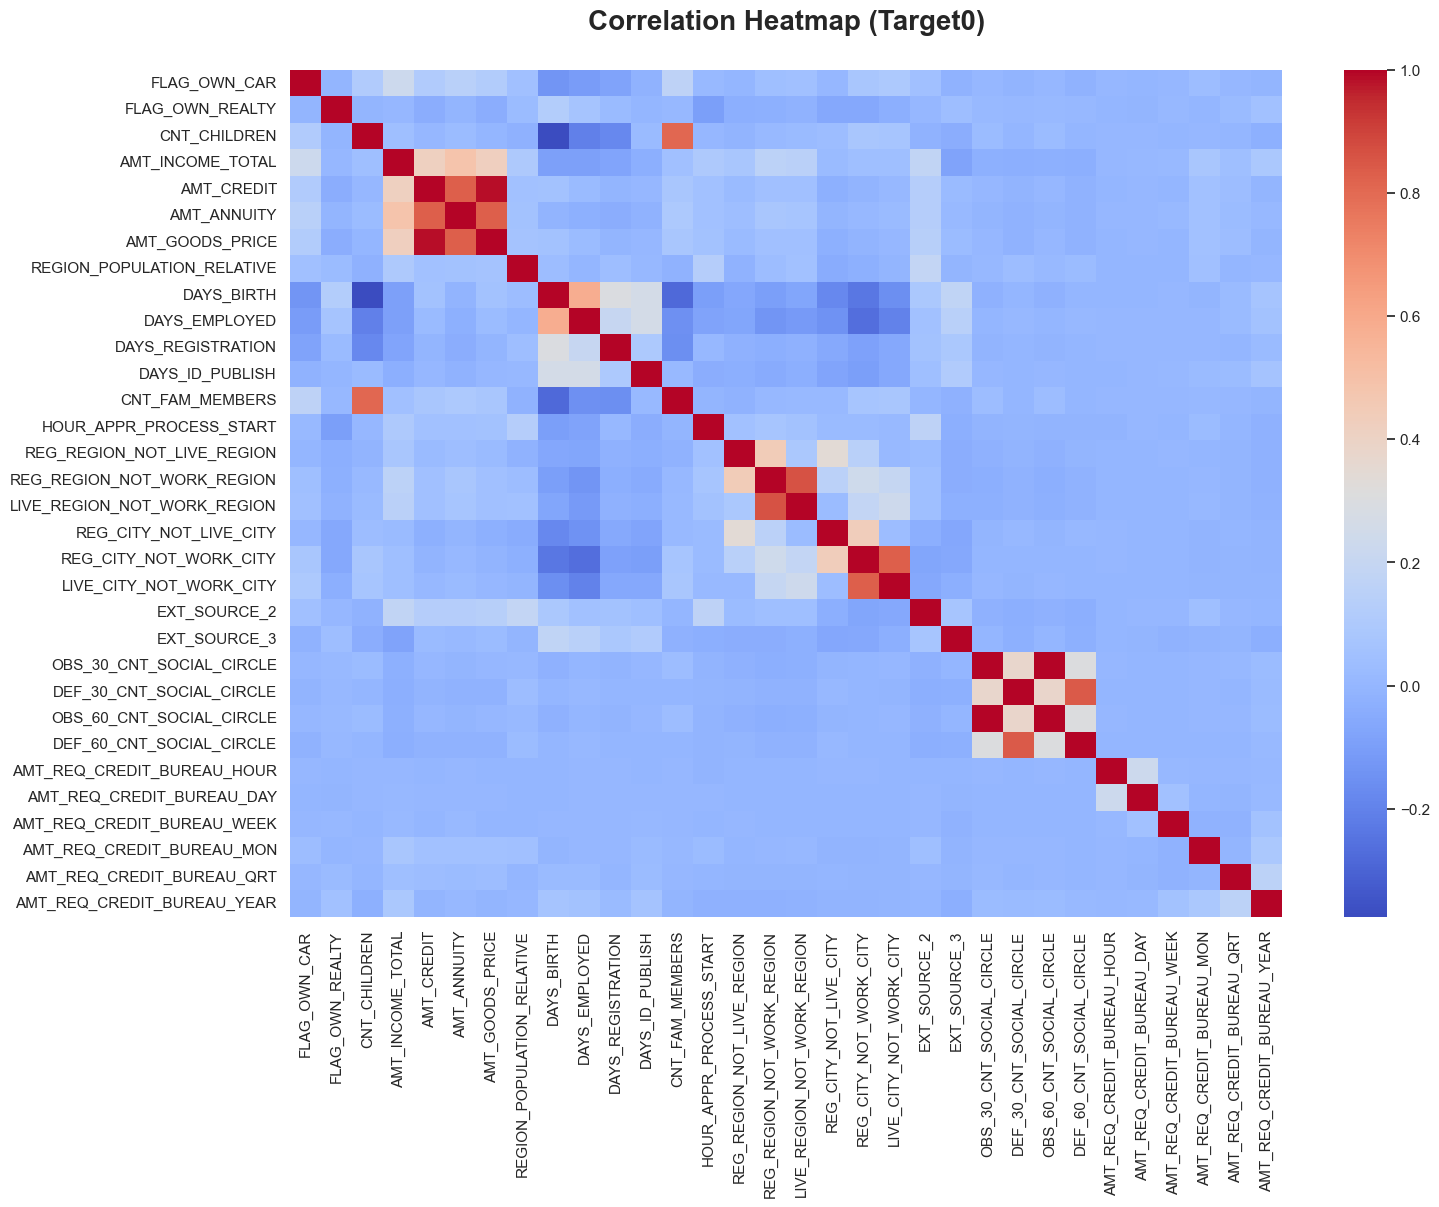 Correlation Heatmap (Target0)
FLAG_OWN_CAR
FLAG_OWN_REALTY
CNT_CHILDREN
AMT_INCOME_TOTAL
AMT_CREDIT
AMT_ANNUITY
AMT_GOODS_PRICE
REGION_POPULATION_RELATIVE
DAYS_BIRTH
DAYS_EMPLOYED
DAYS_REGISTRATION
DAYS_ID_PUBLISH
CNT_FAM_MEMBERS
HOUR_APPR_PROCESS_START
REG_REGION_NOT_LIVE_REGION
REG_REGION_NOT_WORK_REGION
LIVE_REGION_NOT_WORK_REGION
REG_CITY_NOT_LIVE_CITY
REG_CITY_NOT_WORK_CITY
LIVE_CITY_NOT_WORK_CITY
EXT_SOURCE_2
EXT_SOURCE_3
OBS_30_CNT_SOCIAL_CIRCLE
DEF_30_CNT_SOCIAL_CIRCLE
OBS_60_CNT_SOCIAL_CIRCLE
DEF_60_CNT_SOCIAL_CIRCLE
AMT_REQ_CREDIT_BUREAU_HOUR
AMT_REQ_CREDIT_BUREAU_DAY
AMT_REQ_CREDIT_BUREAU_WEEK
AMT_REQ_CREDIT_BUREAU_MON
AMT_REQ_CREDIT_BUREAU_QRT
AMT_REQ_CREDIT_BUREAU_YEAR
FLAG_OWN_CAR
FLAG_OWN_REALTY
CNT_CHILDREN
AMT_INCOME_TOTAL
AMT_CREDIT
AMT_ANNUITY
AMT_GOODS_PRICE
REGION_POPULATION_RELATIVE
DAYS_BIRTH
DAYS_EMPLOYED
DAYS_REGISTRATION
DAYS_ID_PUBLISH
CNT_FAM_MEMBERS
HOUR_APPR_PROCESS_START
REG_REGION_NOT_LIVE_REGION
REG_REGION_NOT_WORK_REGION
LIVE_REGION_NOT_WORK_REGION
REG_CITY_NOT_LIVE_CITY
REG_CITY_NOT_WORK_CITY
LIVE_CITY_NOT_WORK_CITY
EXT_SOURCE_2
EXT_SOURCE_3
OBS_30_CNT_SOCIAL_CIRCLE
DEF_30_CNT_SOCIAL_CIRCLE
OBS_60_CNT_SOCIAL_CIRCLE
DEF_60_CNT_SOCIAL_CIRCLE
AMT_REQ_CREDIT_BUREAU_HOUR
AMT_REQ_CREDIT_BUREAU_DAY
AMT_REQ_CREDIT_BUREAU_WEEK
AMT_REQ_CREDIT_BUREAU_MON
AMT_REQ_CREDIT_BUREAU_QRT
AMT_REQ_CREDIT_BUREAU_YEAR
1.0
0.8
0.6
0.4
0.2
0.0
−0.2